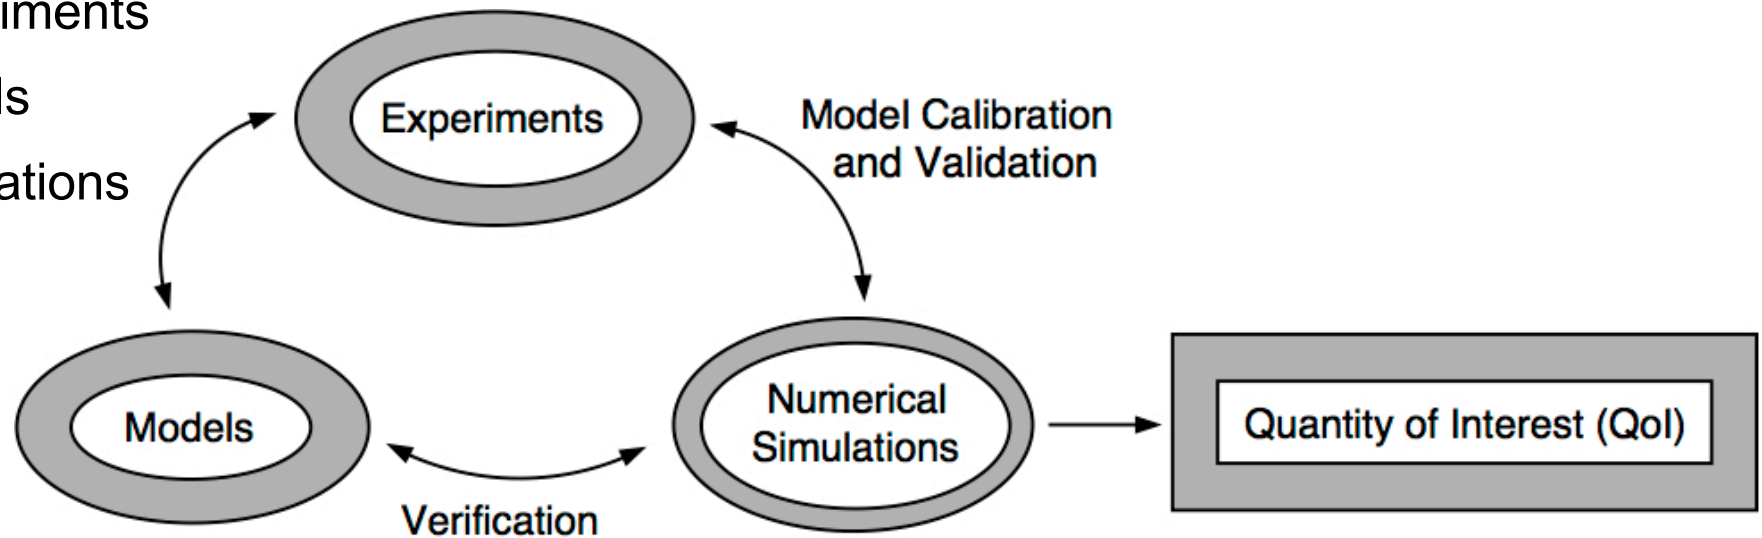 iments
ls
ations
Experiments
Model Calibration
and Validation
Models
Numerical
Simulations
Quantity of Interest (QoI)
Verification